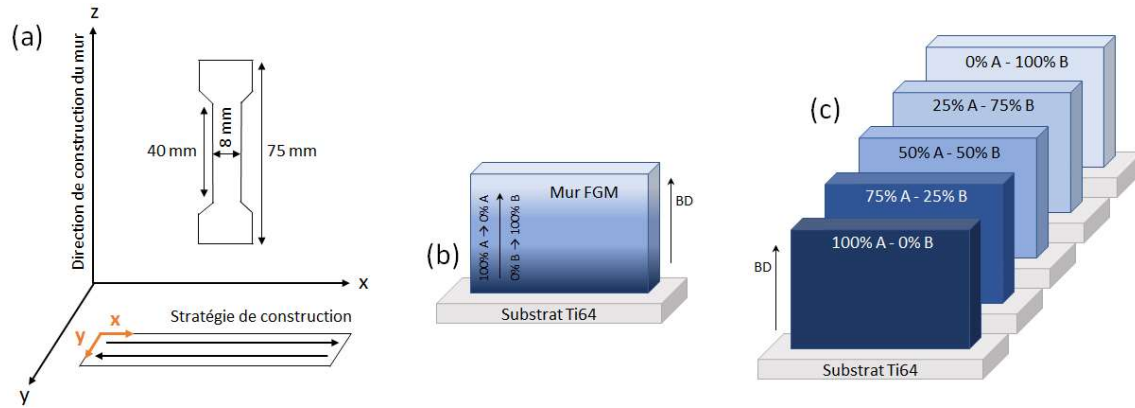 (a)
z
Direction de construction du mur
40 mm
8 mm
75 mm
x
Stratégie de construction
x
y
y
(b)
Mur FGM
100% A → 0% A
0% B → 100% B
BD
Substrat Ti64
(c)
0% A - 100% B
25% A - 75% B
50% A - 50% B
75% A - 25% B
100% A - 0% B
BD
Substrat Ti64